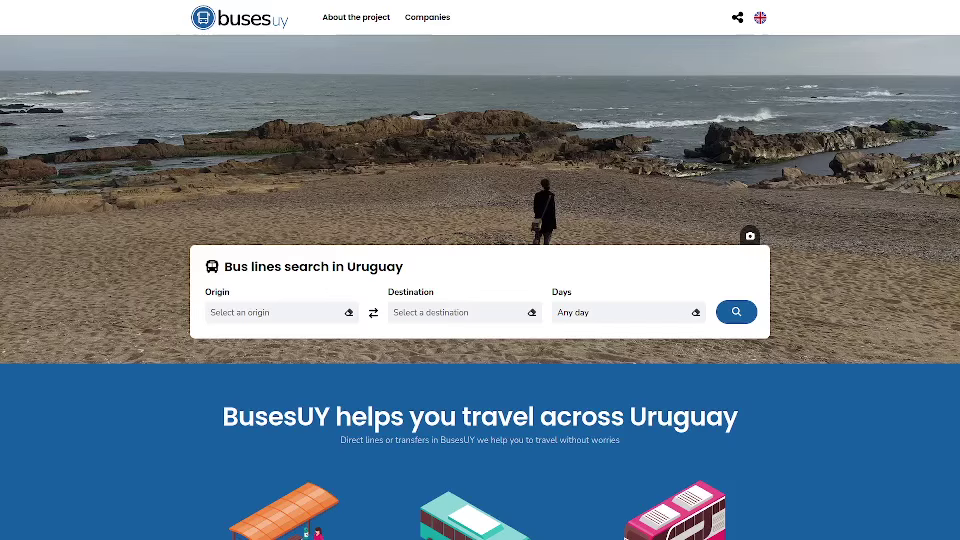 busesuy
About the project
Companies
Bus lines search in Uruguay
Origin
Destination
Days
Select an origin
Select a destination
Any day
BusesUY helps you travel across Uruguay
Direct lines or transfers in BusesUY we help you to travel without worries